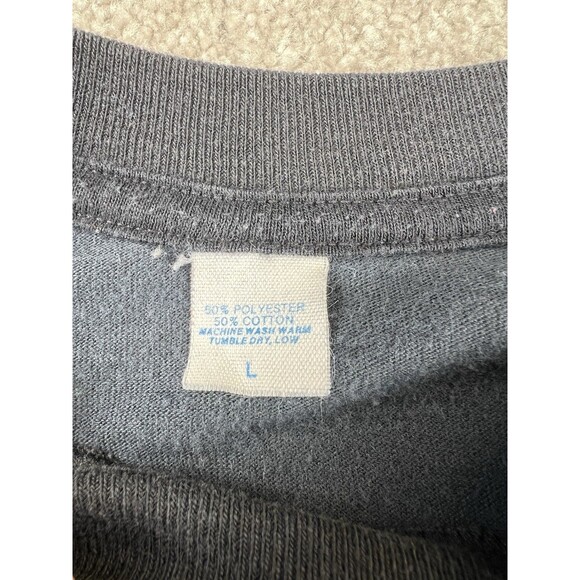 50% POLYESTER
50% COTTON
MACHINE WASH WARM
TUMBLE DRY, LOW
L